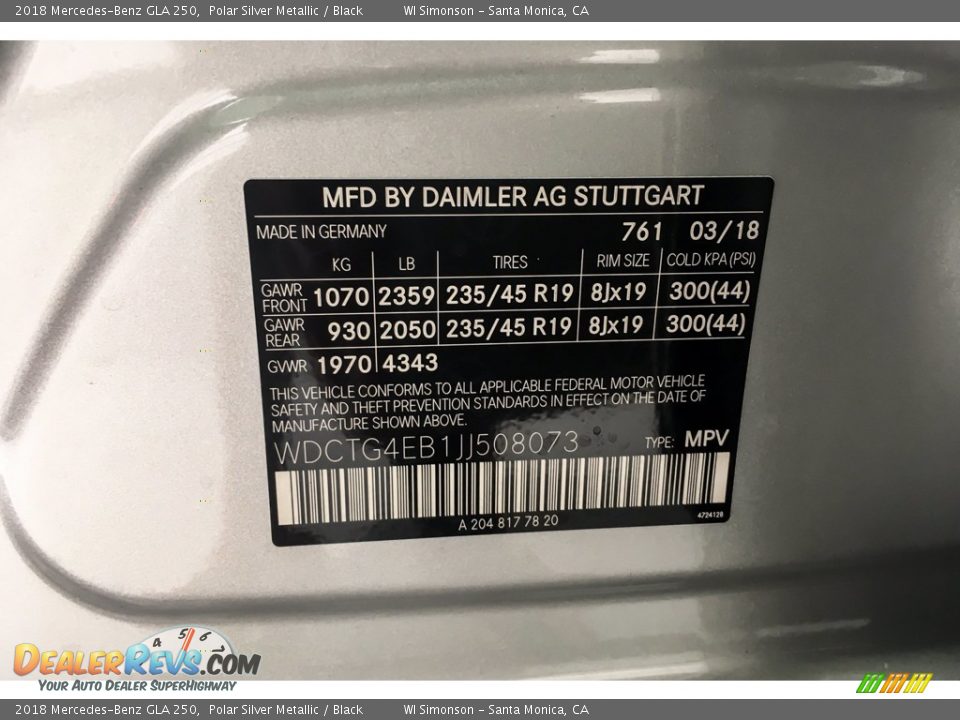 2018 Mercedes-Benz GLA 250, Polar Silver Metallic / Black WI Simonson - Santa Monica, CA
MFD BY DAIMLER AG STUTTGART
MADE IN GERMANY 761 03/18
KG LB TIRES RIM SIZE COLD KPA (PSI)
GAWR FRONT 1070 2359 235/45 R19 8Jx19 300(44)
GAWR REAR 930 2050 235/45 R19 8Jx19 300(44)
GVWR 1970 4343
THIS VEHICLE CONFORMS TO ALL APPLICABLE FEDERAL MOTOR VEHICLE
SAFETY AND THEFT PREVENTION STANDARDS IN EFFECT ON THE DATE OF
MANUFACTURE SHOWN ABOVE.
WDCTG4EB1JJ508073 TYPE: MPV
A 204 817 78 20 4724128
4 5 6
DEALERREVS.COM
YOUR AUTO DEALER SUPERHIGHWAY
2018 Mercedes-Benz GLA 250, Polar Silver Metallic / Black WI Simonson - Santa Monica, CA